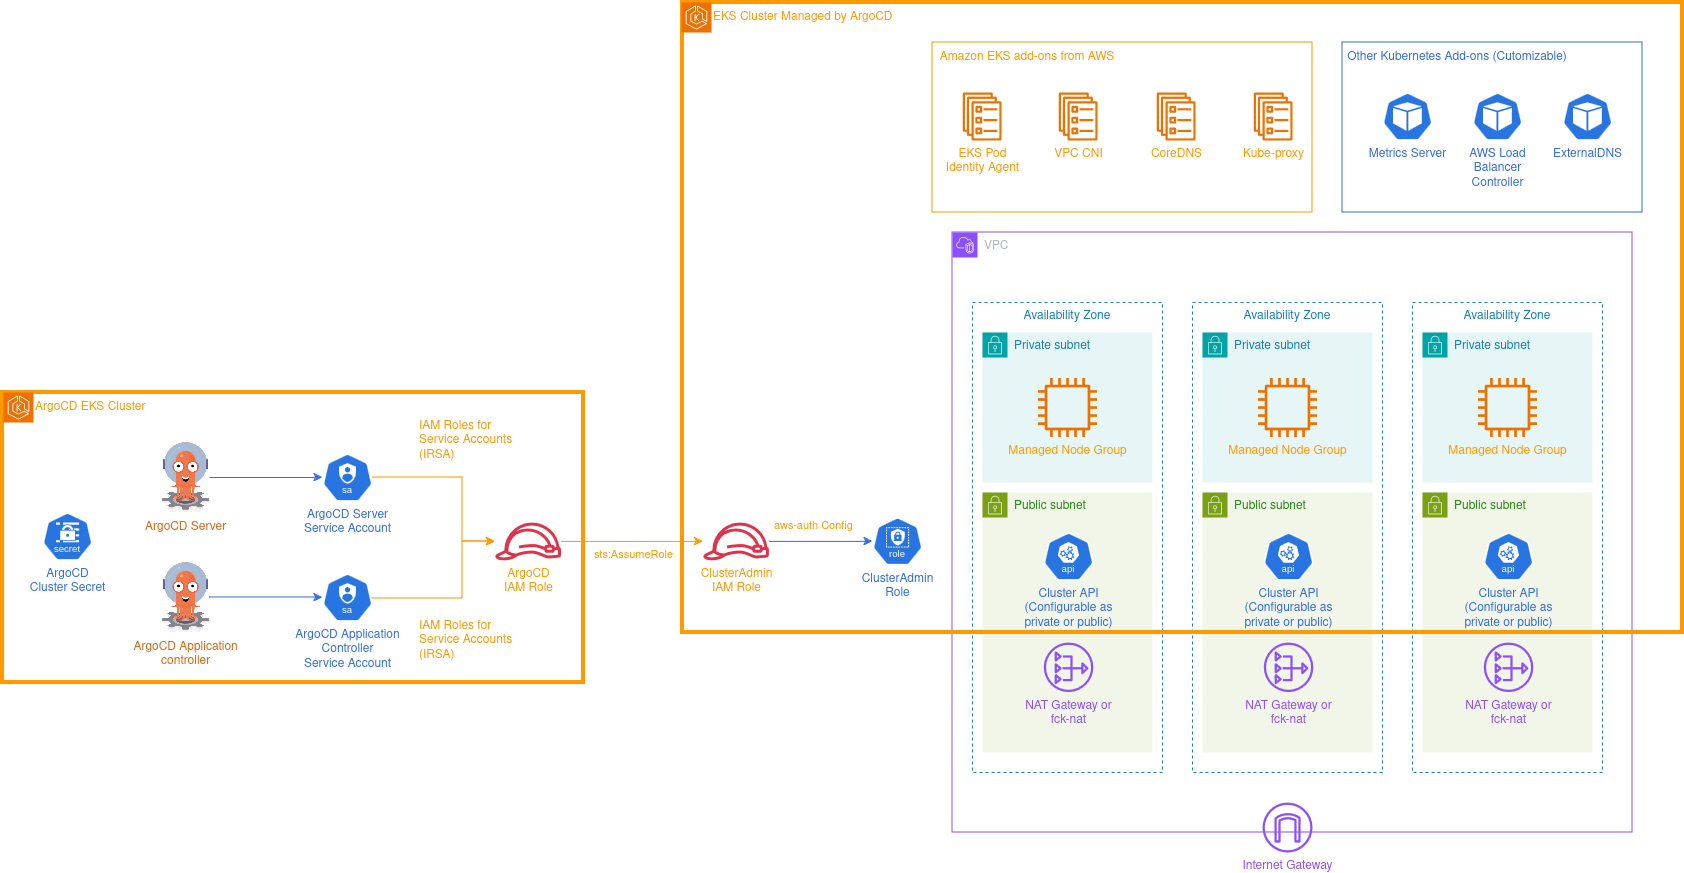 EKS Cluster Managed by ArgoCD
Amazon EKS add-ons from AWS
EKS Pod
Identity Agent
VPC CNI
CoreDNS
Kube-proxy
Other Kubernetes Add-ons (Cutomizable)
Metrics Server
AWS Load
Balancer
Controller
ExternalDNS
VPC
Availability Zone
Private subnet
Managed Node Group
Public subnet
api
Cluster API
(Configurable as
private or public)
NAT Gateway or
fck-nat
Availability Zone
Private subnet
Managed Node Group
Public subnet
api
Cluster API
(Configurable as
private or public)
NAT Gateway or
fck-nat
Availability Zone
Private subnet
Managed Node Group
Public subnet
api
Cluster API
(Configurable as
private or public)
NAT Gateway or
fck-nat
Internet Gateway
ArgoCD EKS Cluster
secret
ArgoCD
Cluster Secret
ArgoCD Server
sa
ArgoCD Server
Service Account
IAM Roles for
Service Accounts
(IRSA)
ArgoCD Application
controller
sa
ArgoCD Application
Controller
Service Account
IAM Roles for
Service Accounts
(IRSA)
ArgoCD
IAM Role
sts:AssumeRole
ClusterAdmin
IAM Role
aws-auth Config
role
ClusterAdmin
Role